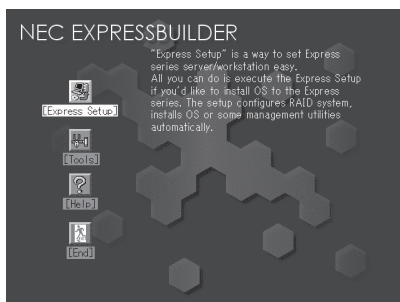 NEC EXPRESSBUILDER
"Express Setup" is a way to set Express
series server/workstation easy.
All you can do is execute the Express Setup
if you'd like to install OS to the Express
series. The setup configures RAID system,
installs OS or some management utilities
automatically.
[Express Setup]
[Tools]
[Help]
[End]